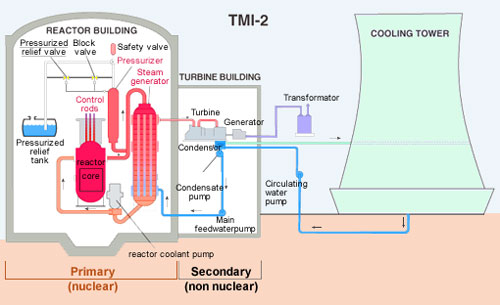 TMI-2
REACTOR BUILDING
Pressurized
relief valve
Block
valve
Safety valve
Pressurizer
Steam
generator
COOLING TOWER
TURBINE BUILDING
Control
rods
Turbine
Generator
Transformator
Pressurized
relief
tank
reactor
core
Condensor
Condensate
pump
Circulating
water
pump
Main
feedwaterpump
reactor coolant pump
Primary
(nuclear)
Secondary
(non nuclear)